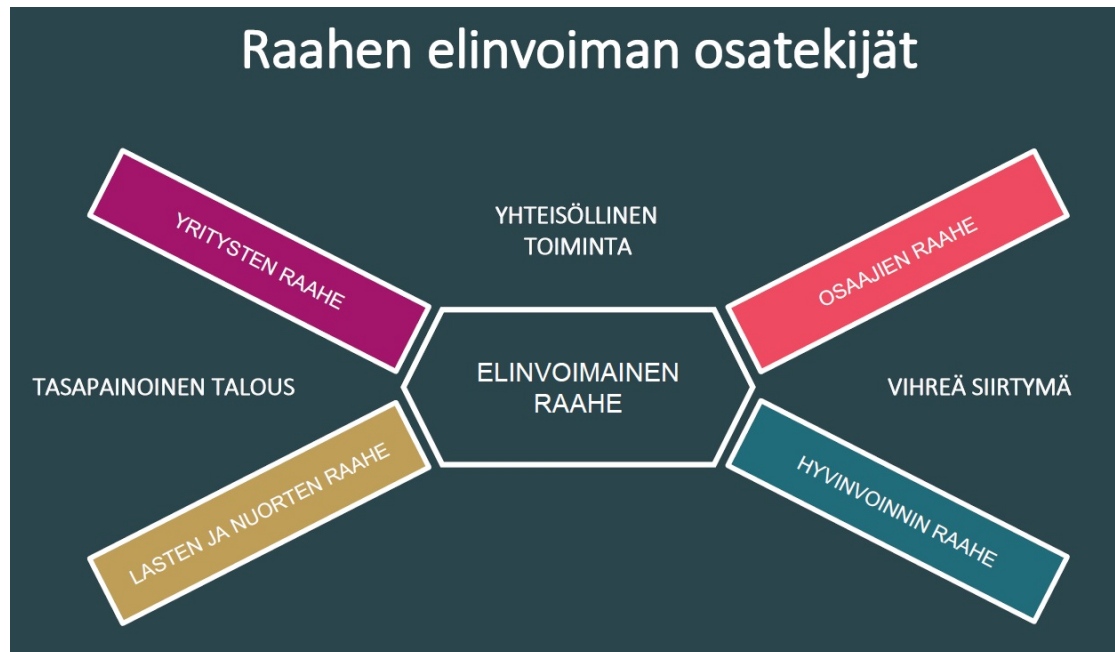 Raahen elinvoiman osatekijät
YRITYSTEN RAAHE
YHTEISÖLLINEN
TOIMINTA
OSAAJIEN RAAHE
TASAPAINOINEN TALOUS
ELINVOIMAINEN
RAAHE
VIHREÄ SIIRTYMÄ
LASTEN JA NUORTEN RAAHE
HYVINVOINNIN RAAHE